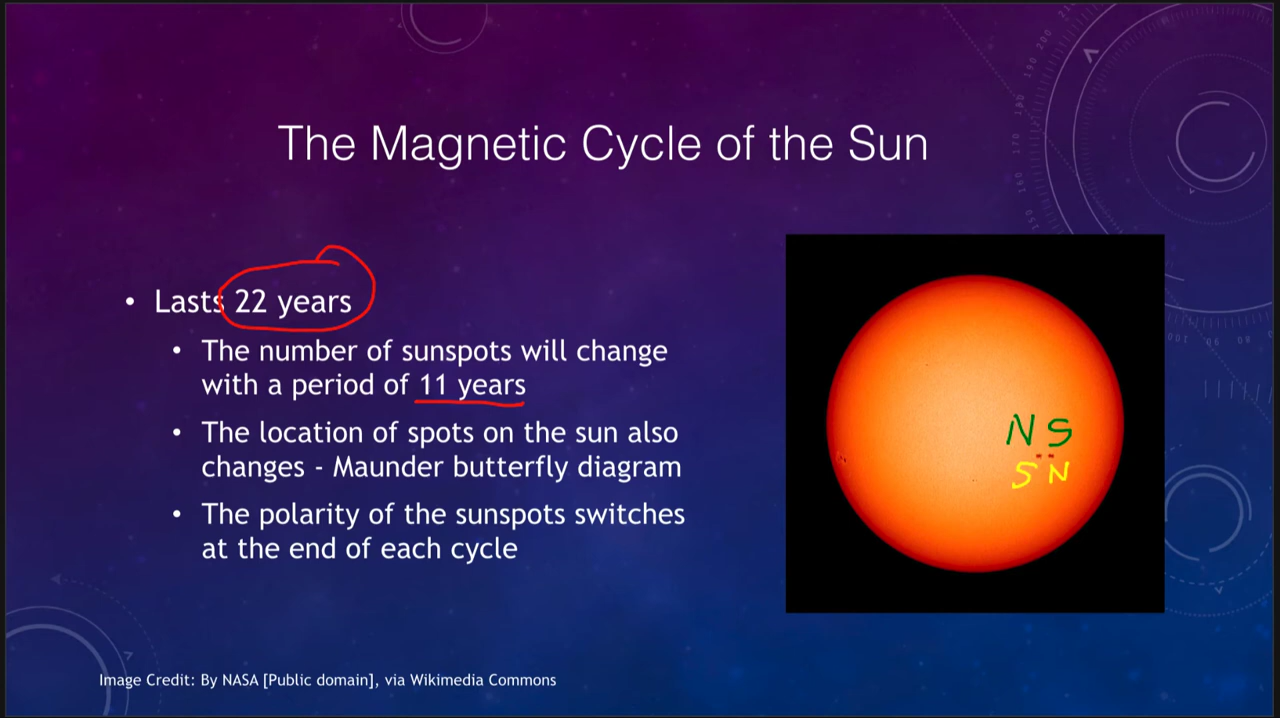 The Magnetic Cycle of the Sun
• Lasts 22 years
• The number of sunspots will change
with a period of 11 years
• The location of spots on the sun also
changes - Maunder butterfly diagram
• The polarity of the sunspots switches
at the end of each cycle
N S
S N
Image Credit: By NASA [Public domain], via Wikimedia Commons